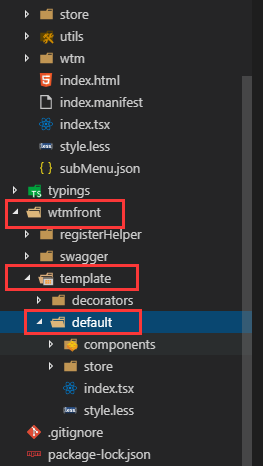 store
utils
wtm
index.html
index.manifest
index.tsx
style.less
{ } subMenu.json
TS typings
wtmfront
registerHelper
swagger
template
decorators
default
components
store
index.tsx
style.less
.gitignore
package-lock.json